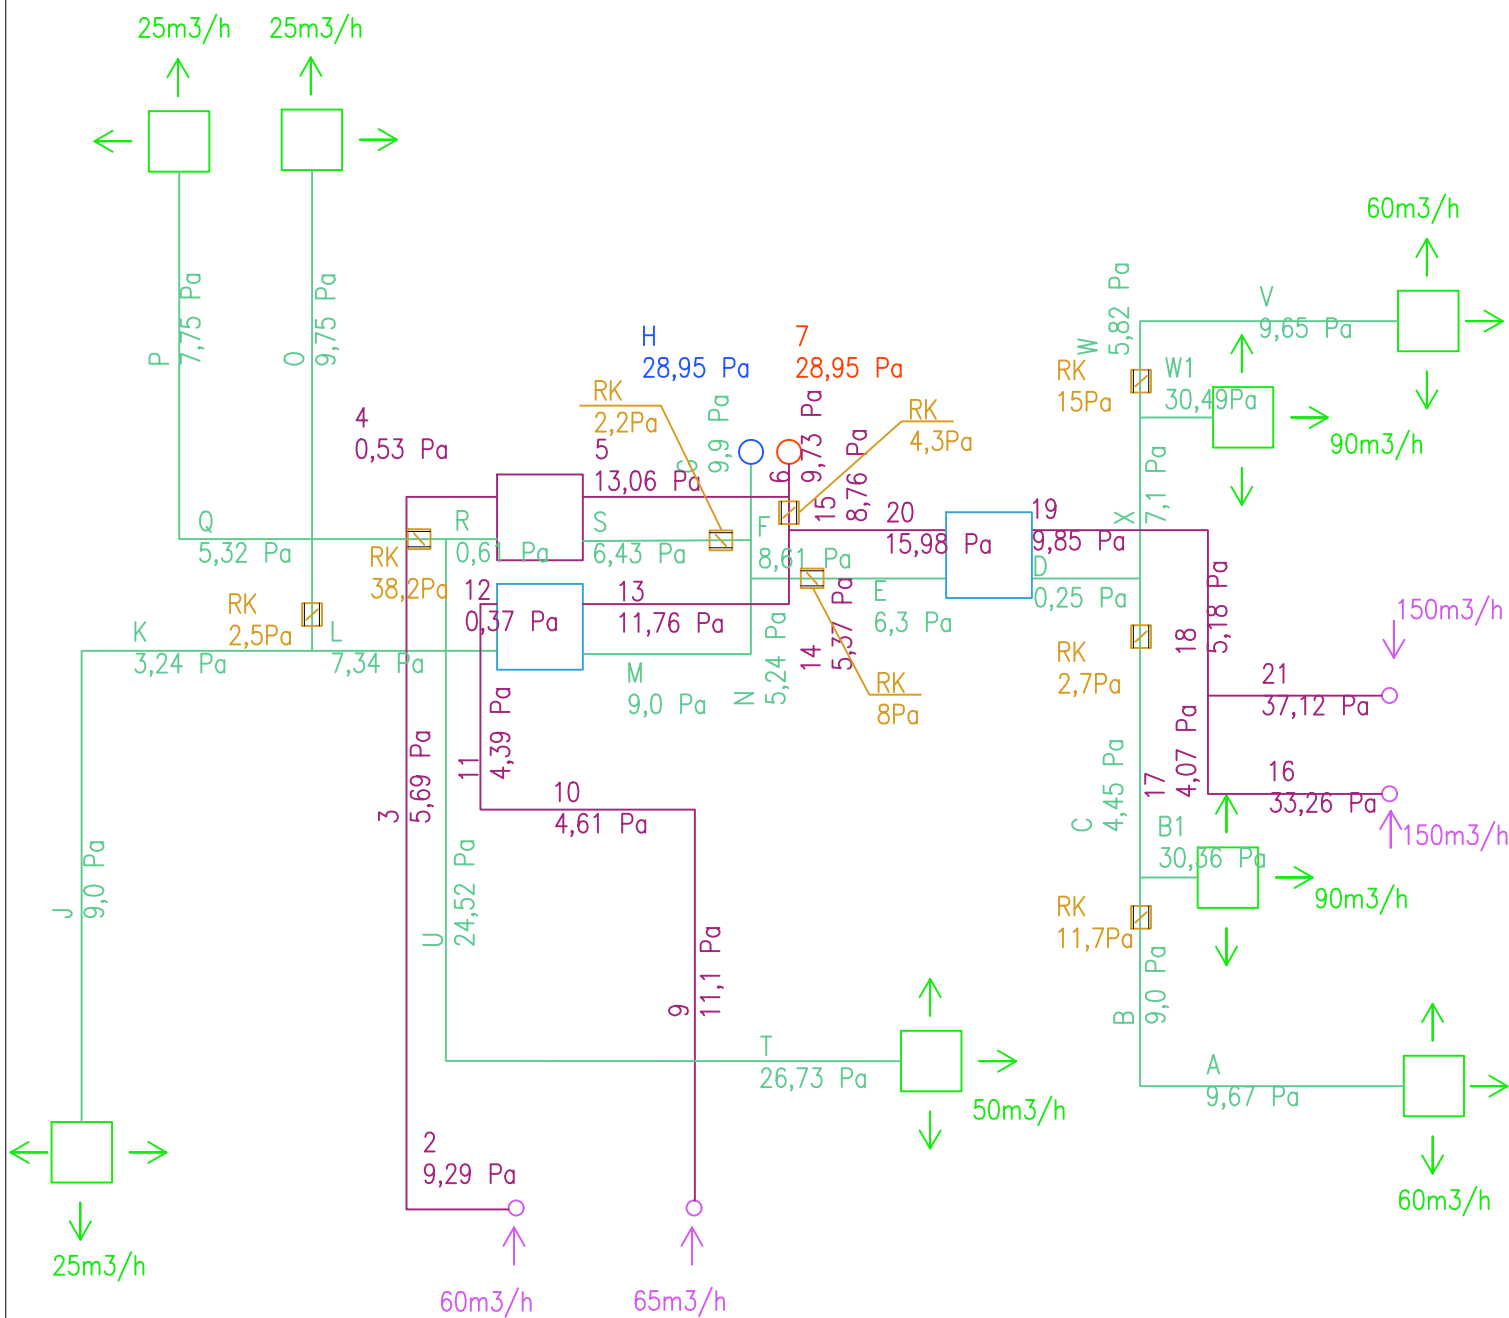 25m3/h
25m3/h
60m3/h
P
7,75 Pa
O
9,75 Pa
H
28,95 Pa
7
28,95 Pa
W
5,82 Pa
V
9,65 Pa
RK
15Pa
W1
30,49Pa
90m3/h
RK
2,2Pa
RK
4,3Pa
4
0,53 Pa
5
13,06 Pa
G
9,9 Pa
6
9,73 Pa
15
8,76 Pa
X
7,1 Pa
Q
5,32 Pa
RK
38,2Pa
R
0,61 Pa
S
6,43 Pa
F
8,61 Pa
20
15,98 Pa
19
9,85 Pa
D
0,25 Pa
E
6,3 Pa
12
0,37 Pa
13
11,76 Pa
RK
2,5Pa
K
3,24 Pa
L
7,34 Pa
M
9,0 Pa
N
5,24 Pa
14
5,37 Pa
RK
8Pa
RK
2,7Pa
18
5,18 Pa
150m3/h
21
37,12 Pa
17
4,07 Pa
16
33,26 Pa
150m3/h
11
4,39 Pa
10
4,61 Pa
3
5,69 Pa
C
4,45 Pa
B1
30,36 Pa
90m3/h
J
9,0 Pa
U
24,52 Pa
9
11,1 Pa
RK
11,7Pa
B
9,0 Pa
T
26,73 Pa
50m3/h
A
9,67 Pa
60m3/h
2
9,29 Pa
25m3/h
60m3/h
65m3/h